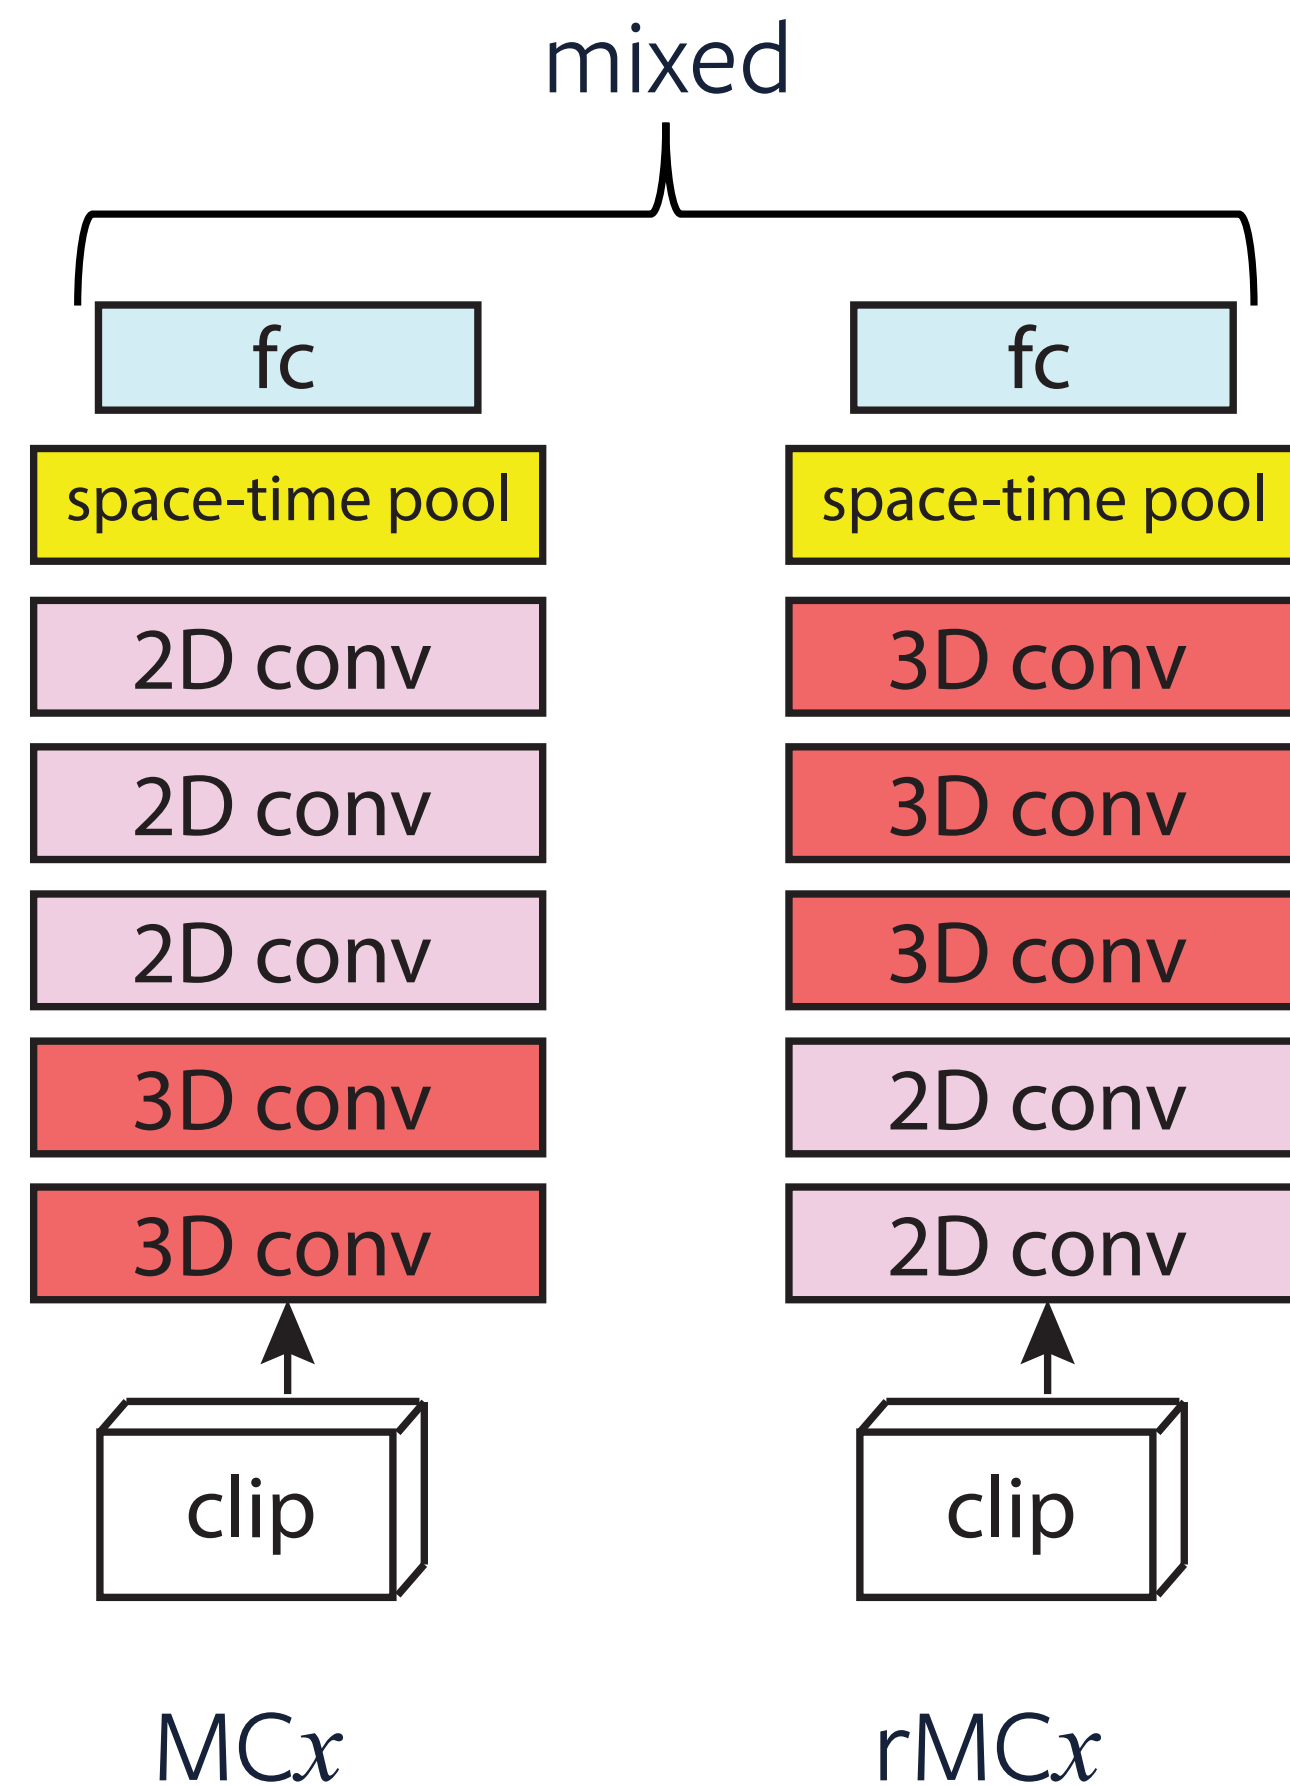 mixed
fc
space-time pool
2D conv
2D conv
2D conv
3D conv
3D conv
clip
MCx
fc
space-time pool
3D conv
3D conv
3D conv
2D conv
2D conv
clip
rMCx